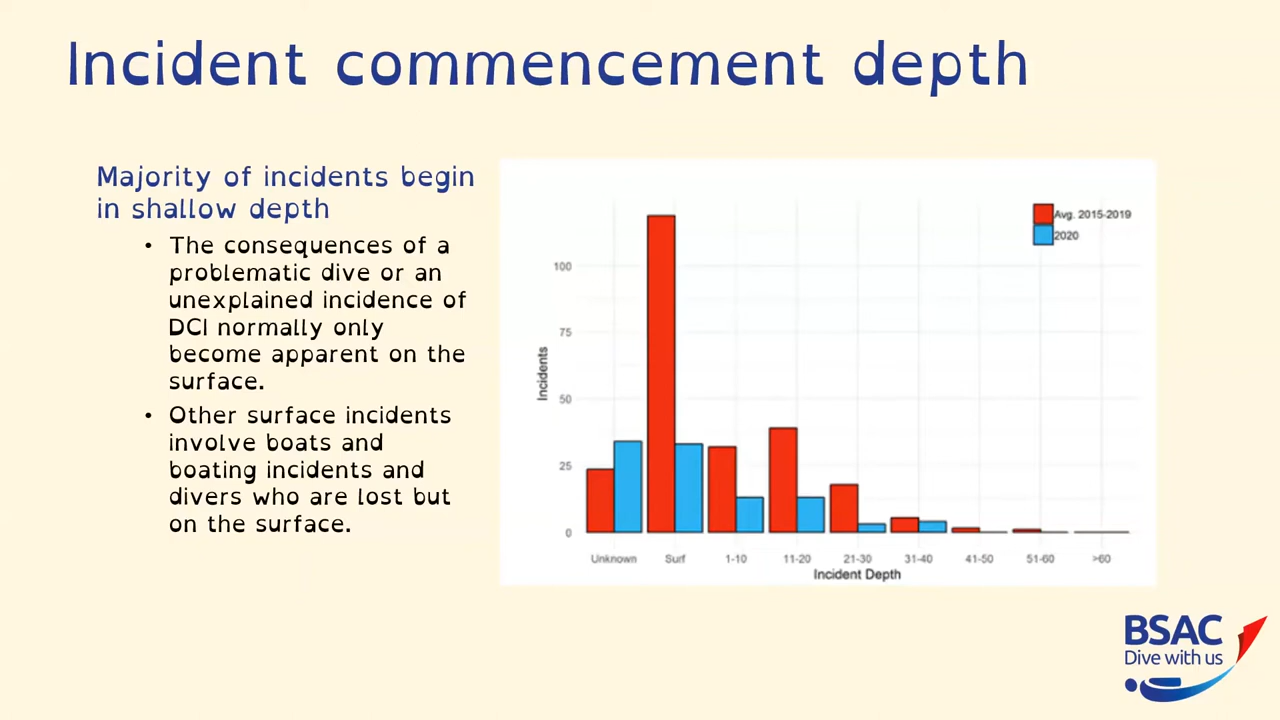 Incident commencement depth
Majority of incidents begin
in shallow depth
• The consequences of a
problematic dive or an
unexplained incidence of
DCI normally only
become apparent on the
surface.
• Other surface incidents
involve boats and
boating incidents and
divers who are lost but
on the surface.
Avg. 2015-2019
2020
100
75
50
25
0
Incidents
Unknown Surf 1-10 11-20 21-30 31-40 41-50 51-60 >60
Incident Depth
BSAC
Dive with us